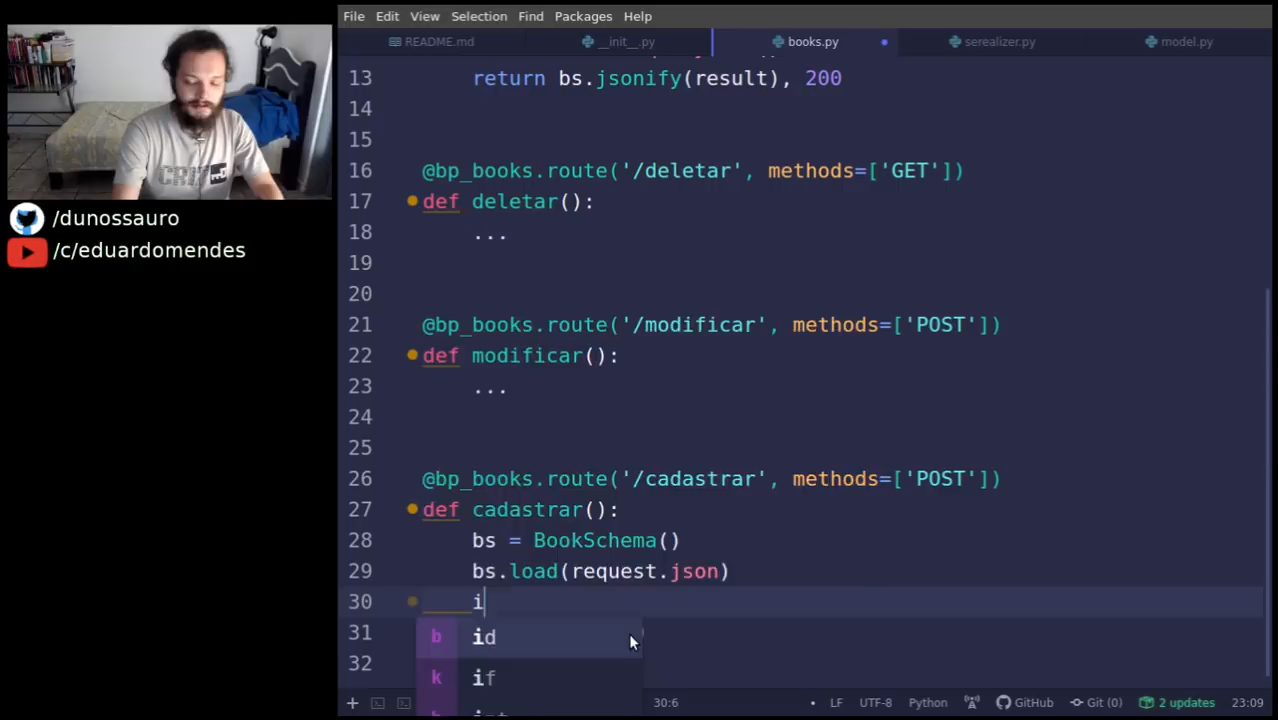 File Edit View Selection Find Packages Help
README.md __init__.py books.py serealizer.py model.py
13 return bs.jsonify(result), 200
14
15
16 @bp_books.route('/deletar', methods=['GET'])
17 def deletar():
18 ...
19
20
21 @bp_books.route('/modificar', methods=['POST'])
22 def modificar():
23 ...
24
25
26 @bp_books.route('/cadastrar', methods=['POST'])
27 def cadastrar():
28 bs = BookSchema()
29 bs.load(request.json)
30 i
31
32
b id
k if
/dunossauro
/c/eduardomendes
30:6 LF UTF-8 Python GitHub Git (0) 2 updates 23:09